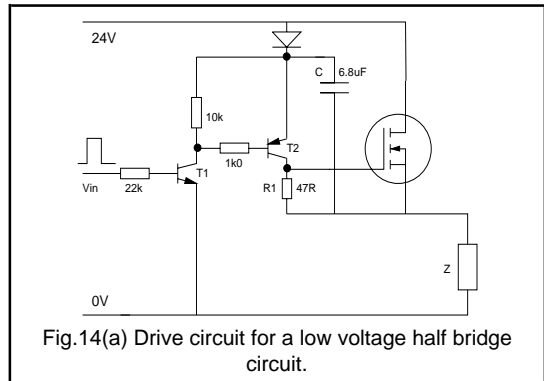 24V
C 6.8uF
10k
T2
1k0
Vin
22k
T1
R1 47R
Z
0V
Fig.14(a) Drive circuit for a low voltage half bridge
circuit.